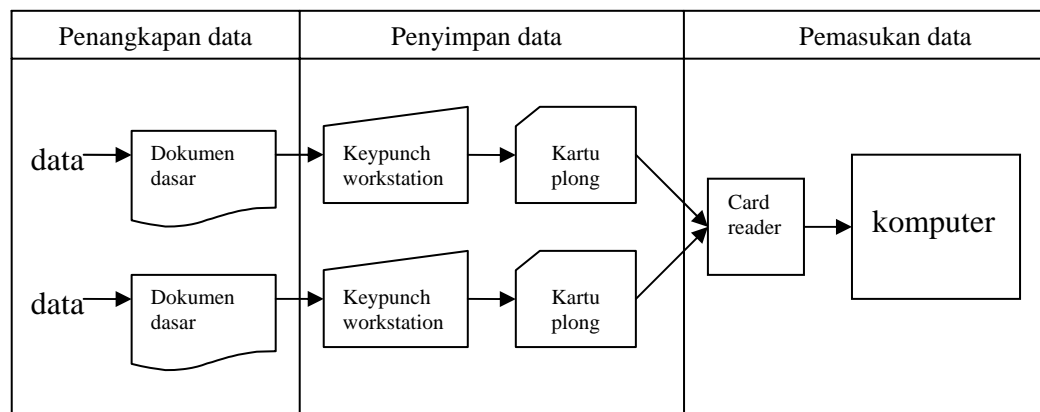 Penangkapan data
Penyimpan data
Pemasukan data
data
Dokumen
dasar
Keypunch
workstation
Kartu
plong
data
Dokumen
dasar
Keypunch
workstation
Kartu
plong
Card
reader
komputer